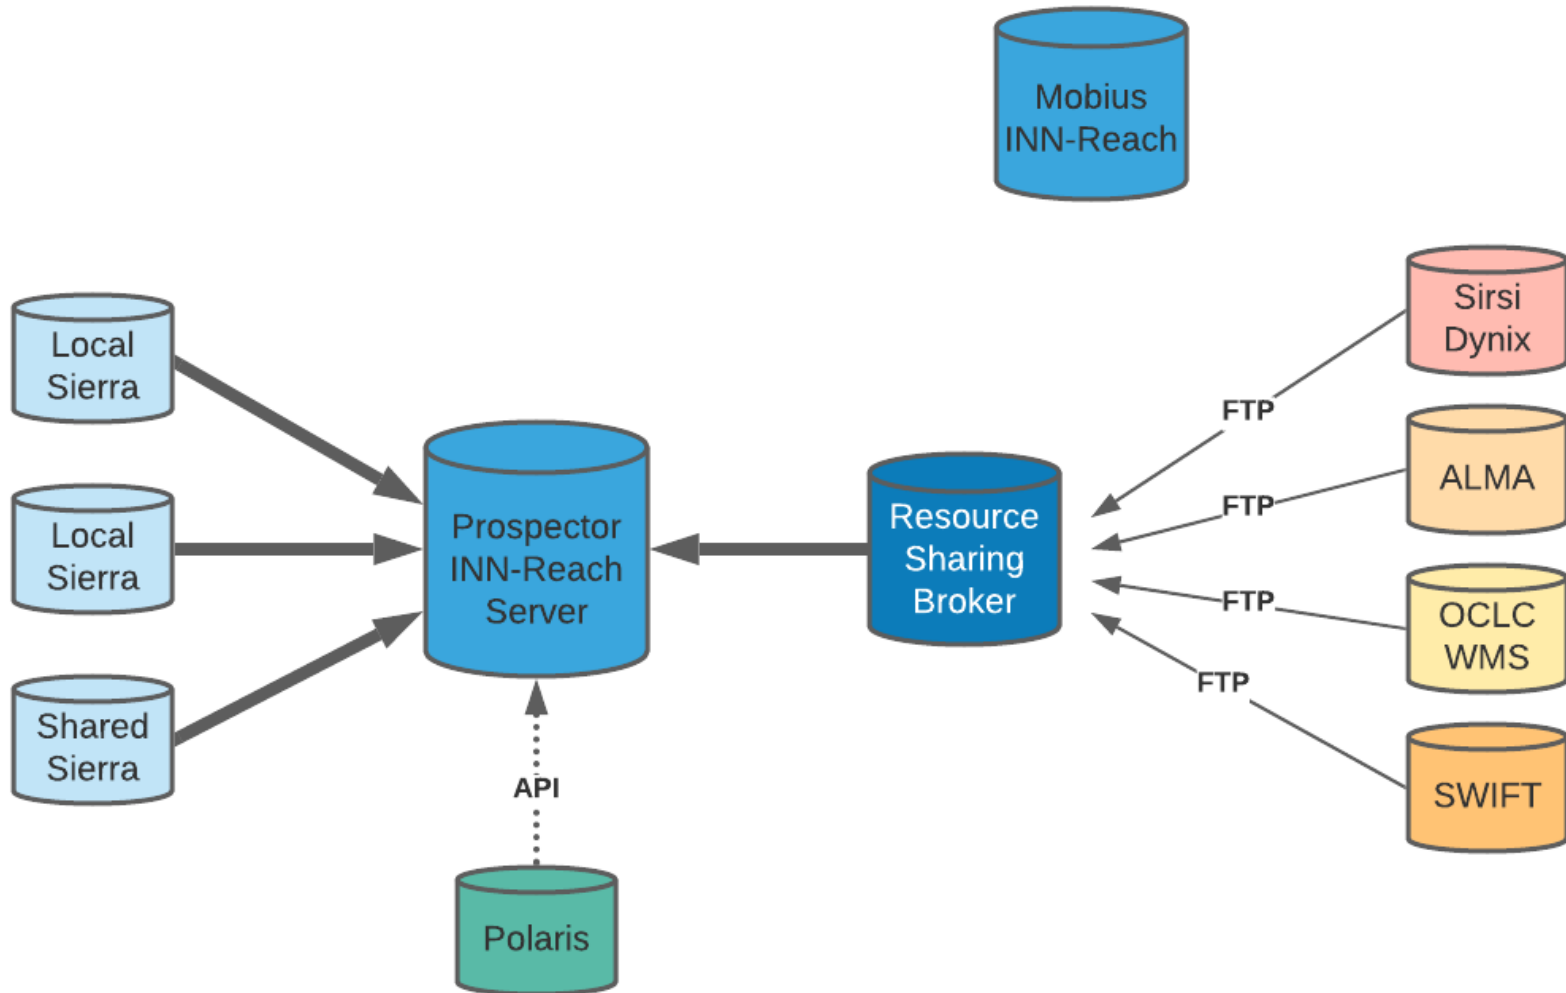 Mobius
INN-Reach
Sirsi
Dynix
Local
Sierra
FTP
ALMA
Local
Sierra
Prospector
INN-Reach
Server
Resource
Sharing
Broker
FTP
FTP
OCLC
WMS
FTP
Shared
Sierra
SWIFT
API
Polaris